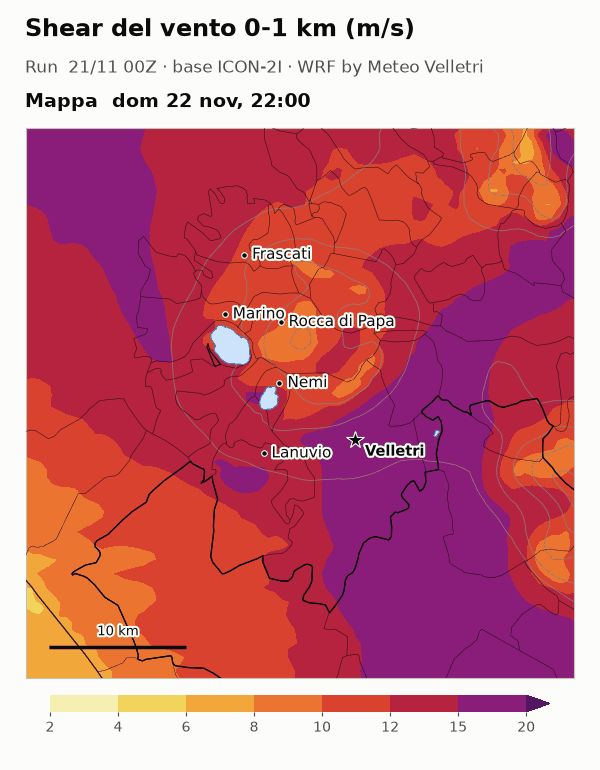 Shear del vento 0-1 km (m/s)
Run  21/11 00Z · base ICON-2I · WRF by Meteo Velletri
Mappa  dom 22 nov, 22:00
Frascati
Marino
Rocca di Papa
Nemi
Velletri
Lanuvio
10 km
2 4 6 8 10 12 15 20